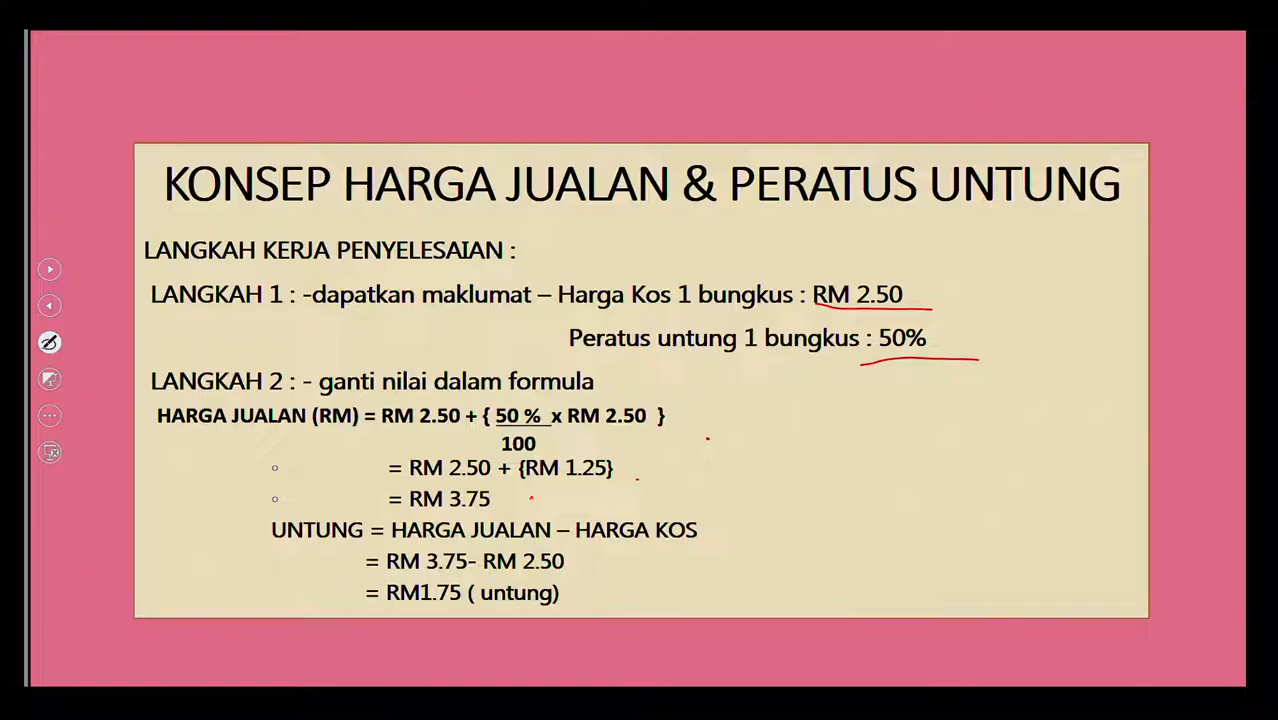 KONSEP HARGA JUALAN & PERATUS UNTUNG
LANGKAH KERJA PENYELESAIAN :
LANGKAH 1 : -dapatkan maklumat – Harga Kos 1 bungkus : RM 2.50
Peratus untung 1 bungkus : 50%
LANGKAH 2 : - ganti nilai dalam formula
HARGA JUALAN (RM) = RM 2.50 + { 50 % x RM 2.50 }
100
= RM 2.50 + {RM 1.25}
= RM 3.75
UNTUNG = HARGA JUALAN – HARGA KOS
= RM 3.75- RM 2.50
= RM1.75 ( untung)